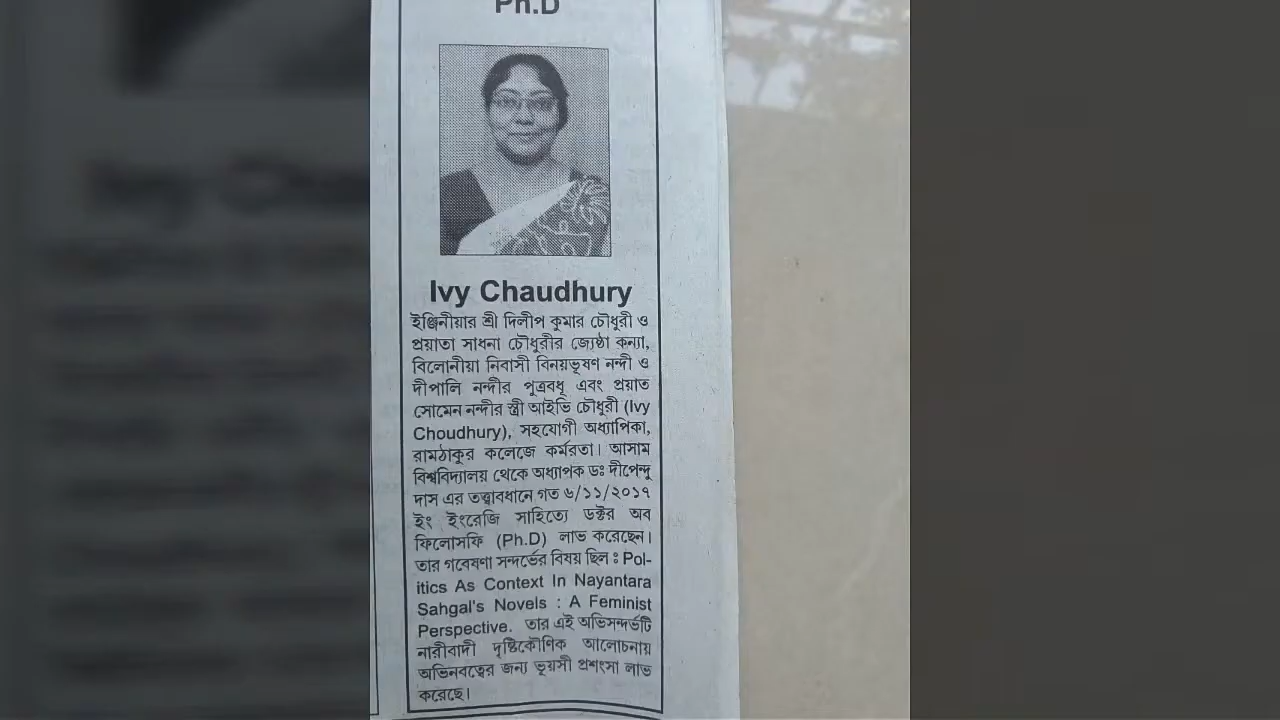 Ph.D
Ivy Chaudhury
ইঞ্জিনীয়ার শ্রী দিলীপ কুমার চৌধুরী ও
প্রয়াতা সাধনা চৌধুরীর জ্যেষ্ঠা কন্যা,
বিলোনীয়া নিবাসী বিনয়ভূষণ নন্দী ও
দীপালি নন্দীর পুত্রবধূ এবং প্রয়াত
সোমেন নন্দীর স্ত্রী আইভি চৌধুরী (Ivy
Choudhury), সহযোগী অধ্যাপিকা,
রামঠাকুর কলেজে কর্মরতা। আসাম
বিশ্ববিদ্যালয় থেকে অধ্যাপক ডঃ দীপেন্দু
দাস এর তত্ত্বাবধানে গত ৬/১১/২০১৭
ইং ইংরেজি সাহিত্যে ডক্টর অব
ফিলোসফি (Ph.D) লাভ করেছেন।
তার গবেষণা সন্দর্ভের বিষয় ছিল : Pol-
itics As Context In Nayantara
Sahgal's Novels : A Feminist
Perspective. তার এই অভিসন্দর্ভটি
নারীবাদী দৃষ্টিকৌণিক আলোচনায়
অভিনবত্বের জন্য ভূয়সী প্রশংসা লাভ
করেছে।